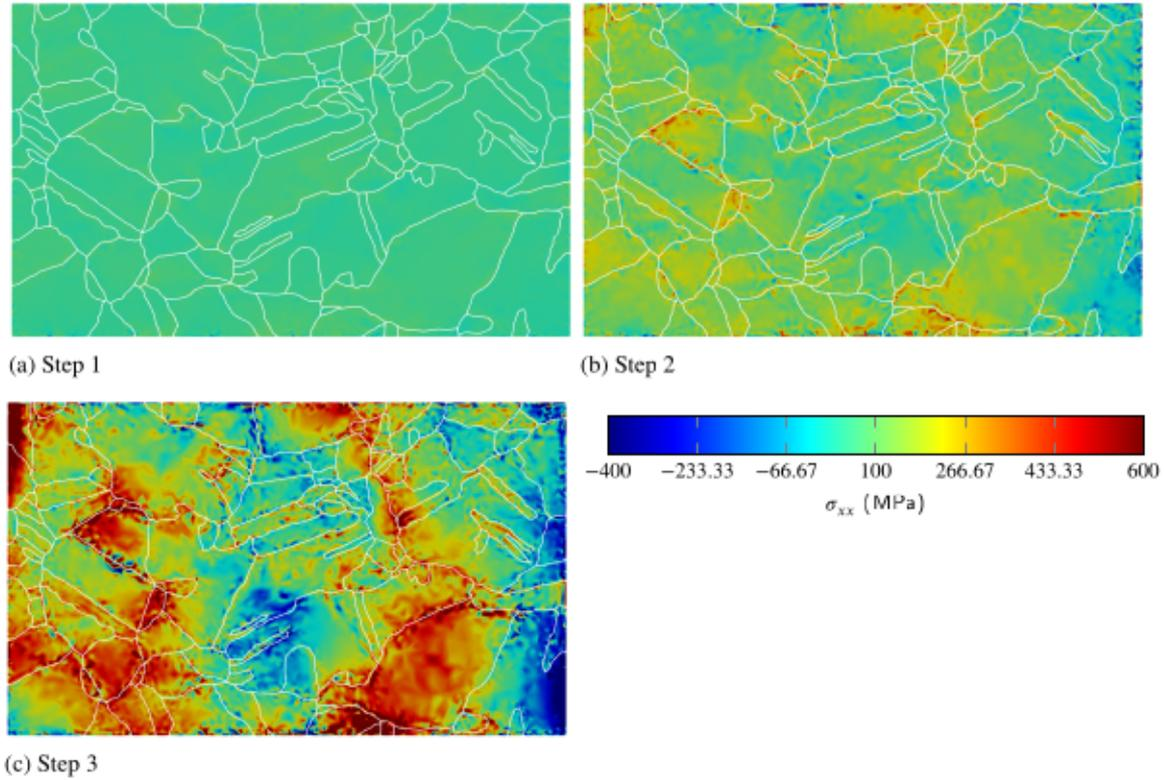 (a) Step 1
(b) Step 2
−400 −233.33 −66.67 100 266.67 433.33 600
σxx (MPa)
(c) Step 3